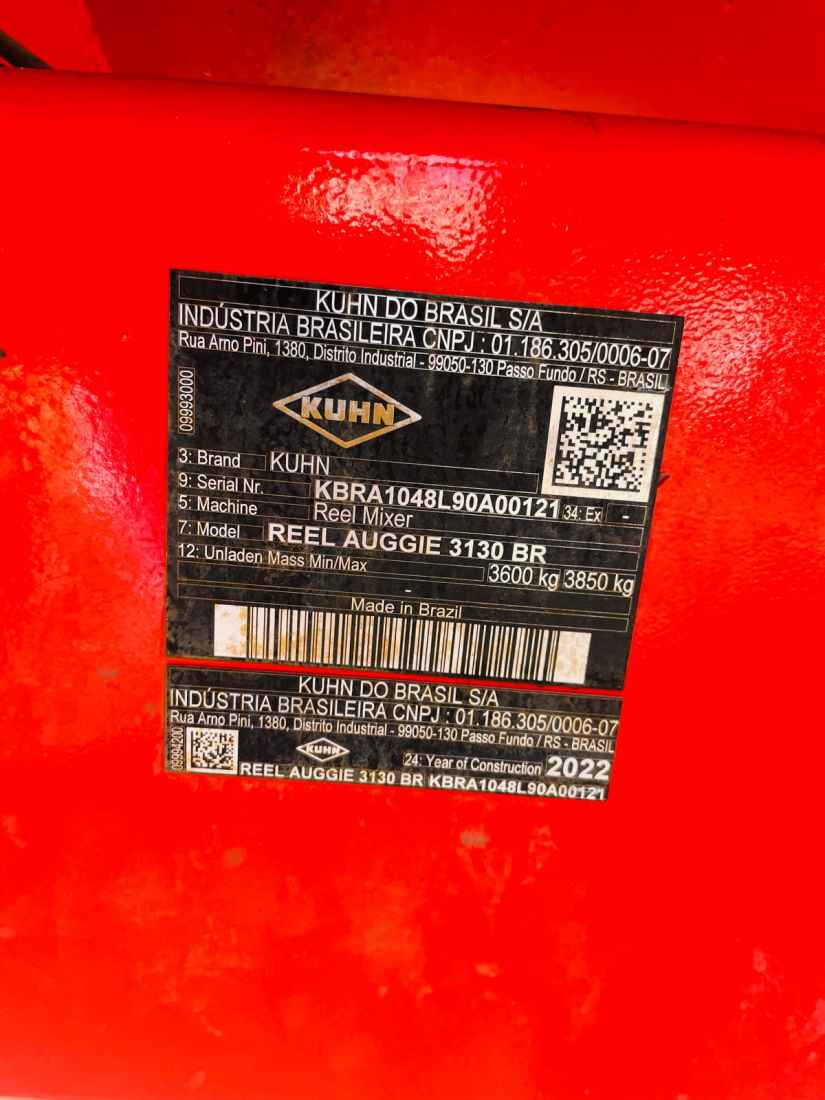 KUHN DO BRASIL S/A
INDÚSTRIA BRASILEIRA CNPJ : 01.186.305/0006-07
Rua Arno Pini, 1380, Distrito Industrial - 99050-130 Passo Fundo / RS - BRASIL
09993000
KUHN
3: Brand KUHN
9: Serial Nr. KBRA1048L90A00121 34: Ex -
5: Machine Reel Mixer
7: Model REEL AUGGIE 3130 BR
12: Unladen Mass Min/Max 3600 kg 3850 kg
-
Made in Brazil
KUHN DO BRASIL S/A
INDÚSTRIA BRASILEIRA CNPJ : 01.186.305/0006-07
Rua Arno Pini, 1380, Distrito Industrial - 99050-130 Passo Fundo / RS - BRASIL
09994200
KUHN 24: Year of Construction 2022
REEL AUGGIE 3130 BR KBRA1048L90A00121